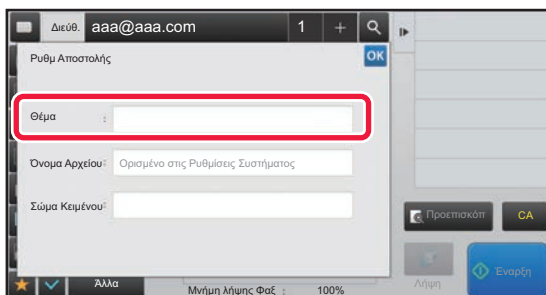 Διεύθ. aaa@aaa.com 1 +
Ρυθμ Αποστολής OK
Θέμα :
Όνομα Αρχείου: Ορισμένο στις Ρυθμίσεις Συστήματος
Σώμα Κειμένου:
Προεπισκόπ CA
Λήψη Έναρξη
Άλλα
Μνήμη λήψης Φαξ : 100%